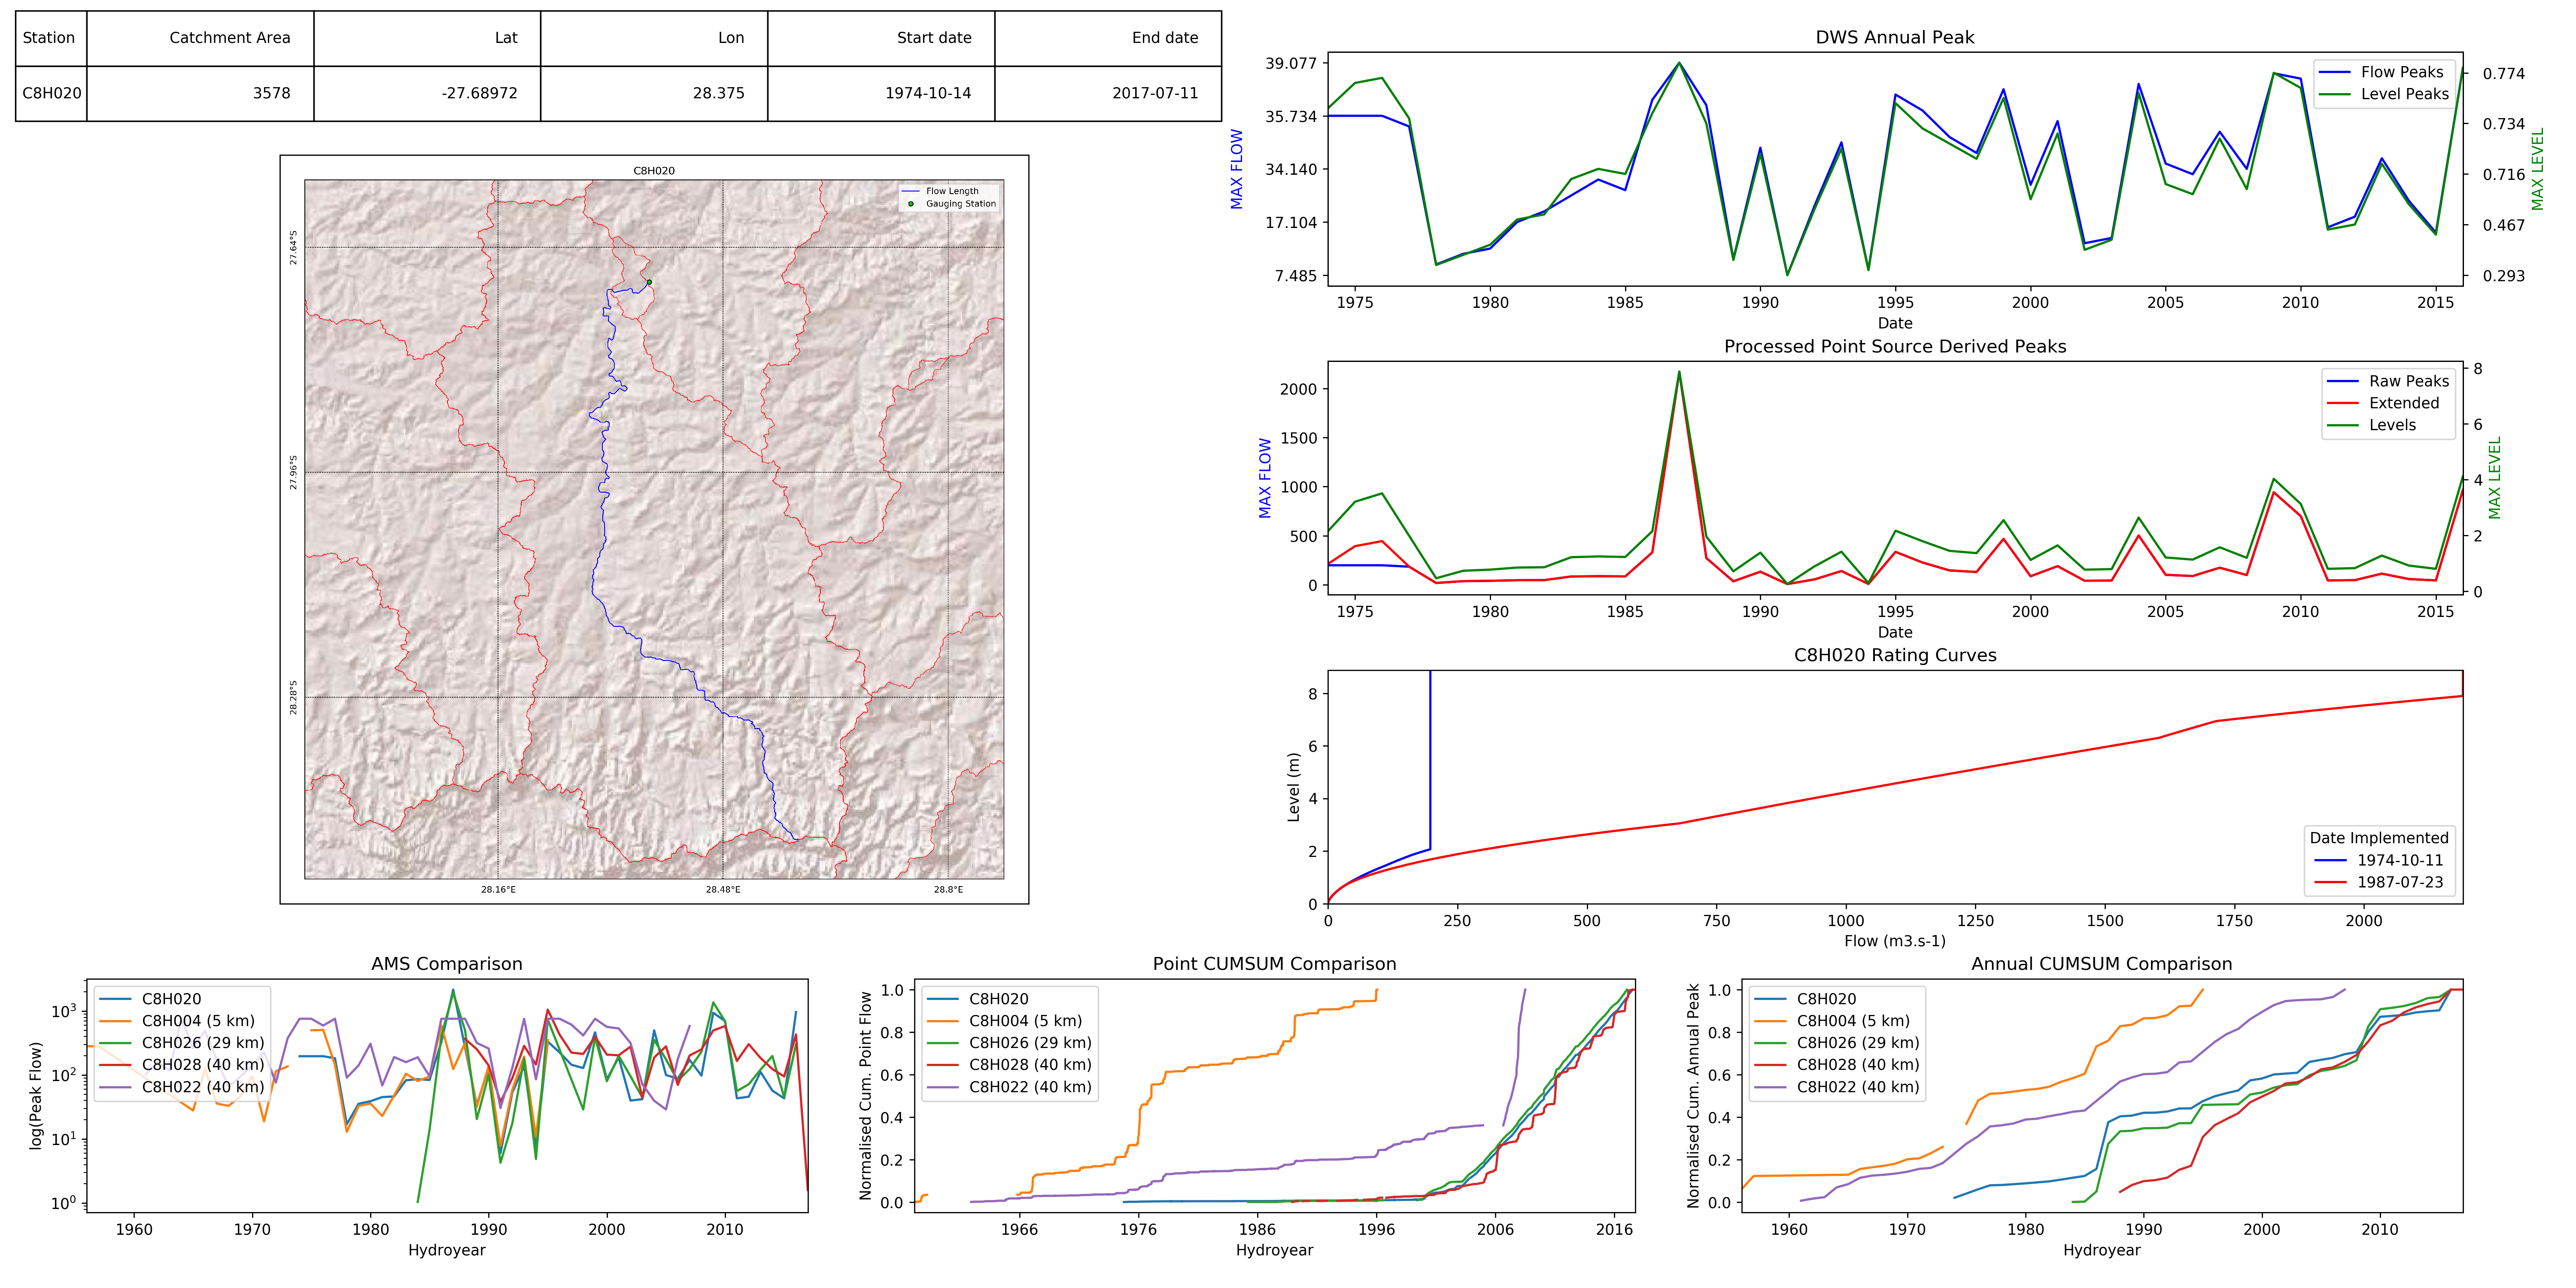 Station Catchment Area Lat Lon Start date End date
C8H020 3578 -27.68972 28.375 1974-10-14 2017-07-11
C8H020
Flow Length
Gauging Station
27.64°S
27.96°S
28.28°S
28.16°E 28.48°E 28.8°E
DWS Annual Peak
39.077
35.734
34.140
17.104
7.485
MAX FLOW
Flow Peaks
Level Peaks
0.774
0.734
0.716
0.467
0.293
MAX LEVEL
1975 1980 1985 1990 1995 2000 2005 2010 2015
Date
Processed Point Source Derived Peaks
2000
1500
1000
500
0
MAX FLOW
Raw Peaks
Extended
Levels
8
6
4
2
0
MAX LEVEL
1975 1980 1985 1990 1995 2000 2005 2010 2015
Date
C8H020 Rating Curves
8
6
4
2
0
Level (m)
Date Implemented
1974-10-11
1987-07-23
0 250 500 750 1000 1250 1500 1750 2000
Flow (m3.s-1)
AMS Comparison
10³
10²
10¹
10⁰
log(Peak Flow)
C8H020
C8H004 (5 km)
C8H026 (29 km)
C8H028 (40 km)
C8H022 (40 km)
1960 1970 1980 1990 2000 2010
Hydroyear
Point CUMSUM Comparison
1.0
0.8
0.6
0.4
0.2
0.0
Normalised Cum. Point Flow
C8H020
C8H004 (5 km)
C8H026 (29 km)
C8H028 (40 km)
C8H022 (40 km)
1966 1976 1986 1996 2006 2016
Hydroyear
Annual CUMSUM Comparison
1.0
0.8
0.6
0.4
0.2
0.0
Normalised Cum. Annual Peak
C8H020
C8H004 (5 km)
C8H026 (29 km)
C8H028 (40 km)
C8H022 (40 km)
1960 1970 1980 1990 2000 2010
Hydroyear